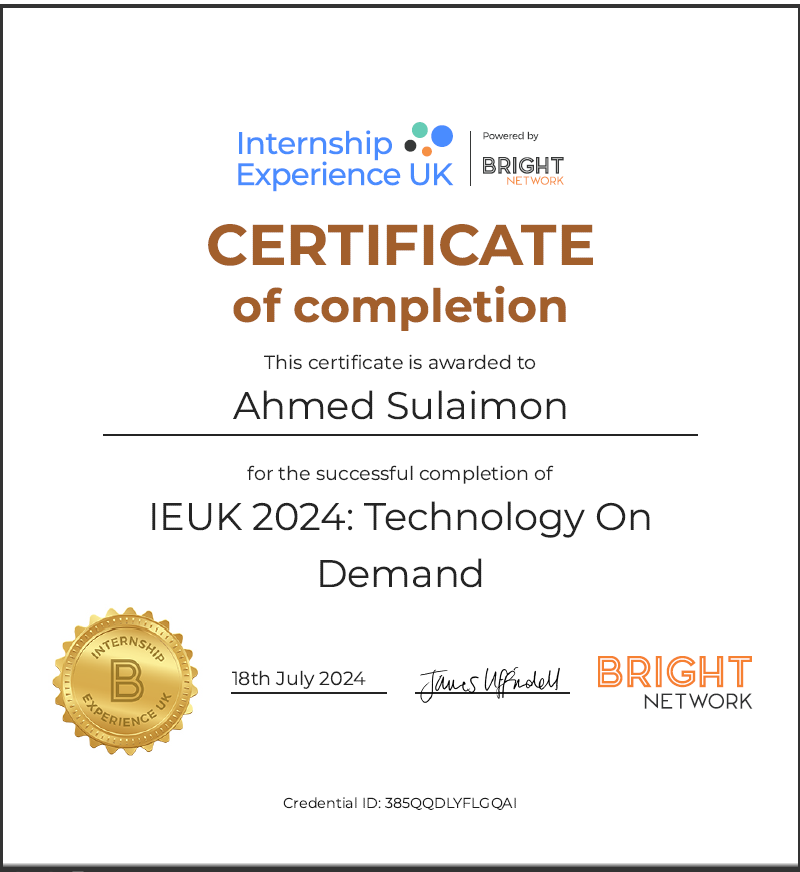 Internship
Experience UK
Powered by
BRIGHT
NETWORK
CERTIFICATE
of completion
This certificate is awarded to
Ahmed Sulaimon
for the successful completion of
IEUK 2024: Technology On
Demand
INTERNSHIP
B
EXPERIENCE UK
18th July 2024
James Uffindell
BRIGHT
NETWORK
Credential ID: 385QQDLYFLGQAI